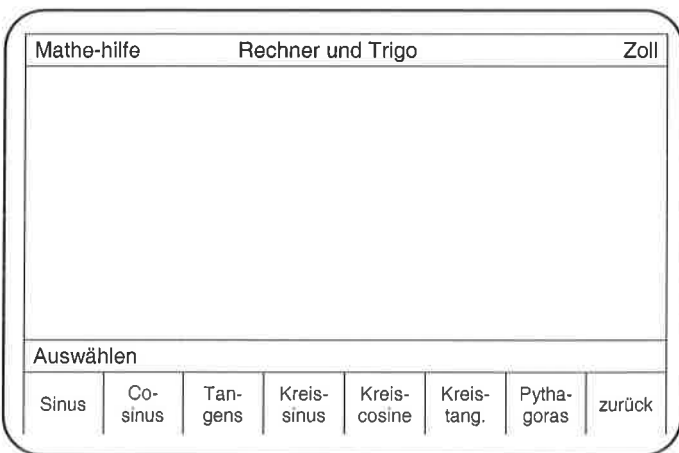 Mathe-hilfe Rechner und Trigo Zoll
Auswählen
Sinus Co-sinus Tan-gens Kreis-sinus Kreis-cosine Kreis-tang. Pytha-goras zurück